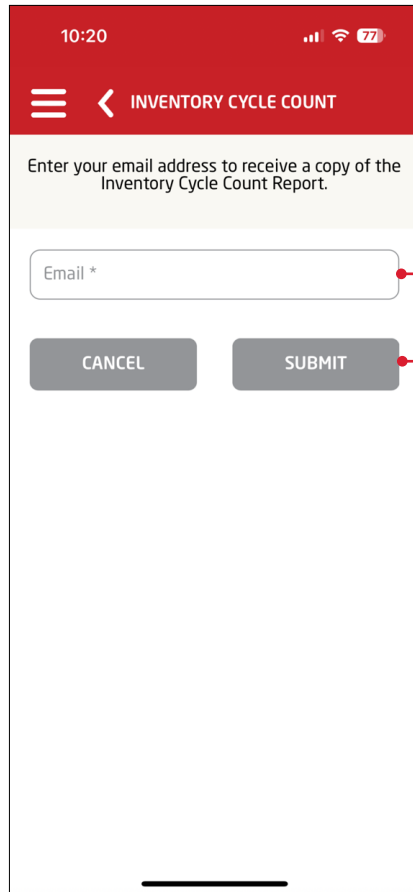 10:20
77
INVENTORY CYCLE COUNT
Enter your email address to receive a copy of the
Inventory Cycle Count Report.
Email *
CANCEL SUBMIT